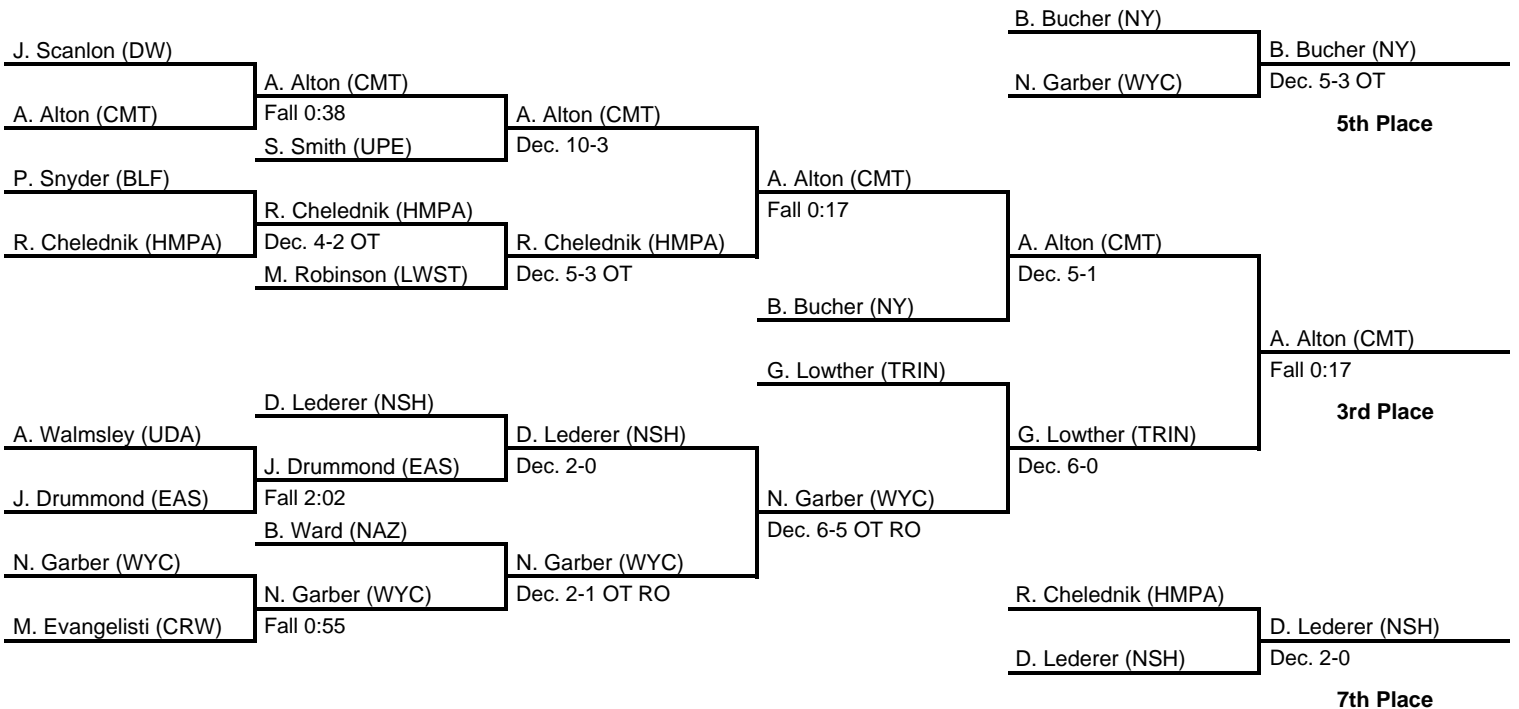 B. Bucher (NY)
J. Scanlon (DW)
B. Bucher (NY)
A. Alton (CMT)
N. Garber (WYC)
Dec. 5-3 OT
A. Alton (CMT)
Fall 0:38
A. Alton (CMT)
5th Place
S. Smith (UPE)
Dec. 10-3
P. Snyder (BLF)
A. Alton (CMT)
R. Chelednik (HMPA)
Fall 0:17
R. Chelednik (HMPA)
Dec. 4-2 OT
R. Chelednik (HMPA)
A. Alton (CMT)
M. Robinson (LWST)
Dec. 5-3 OT
Dec. 5-1
B. Bucher (NY)
A. Alton (CMT)
G. Lowther (TRIN)
Fall 0:17
D. Lederer (NSH)
3rd Place
A. Walmsley (UDA)
D. Lederer (NSH)
G. Lowther (TRIN)
J. Drummond (EAS)
Dec. 2-0
Dec. 6-0
J. Drummond (EAS)
Fall 2:02
N. Garber (WYC)
B. Ward (NAZ)
Dec. 6-5 OT RO
N. Garber (WYC)
N. Garber (WYC)
N. Garber (WYC)
Dec. 2-1 OT RO
R. Chelednik (HMPA)
M. Evangelisti (CRW)
Fall 0:55
D. Lederer (NSH)
D. Lederer (NSH)
Dec. 2-0
7th Place